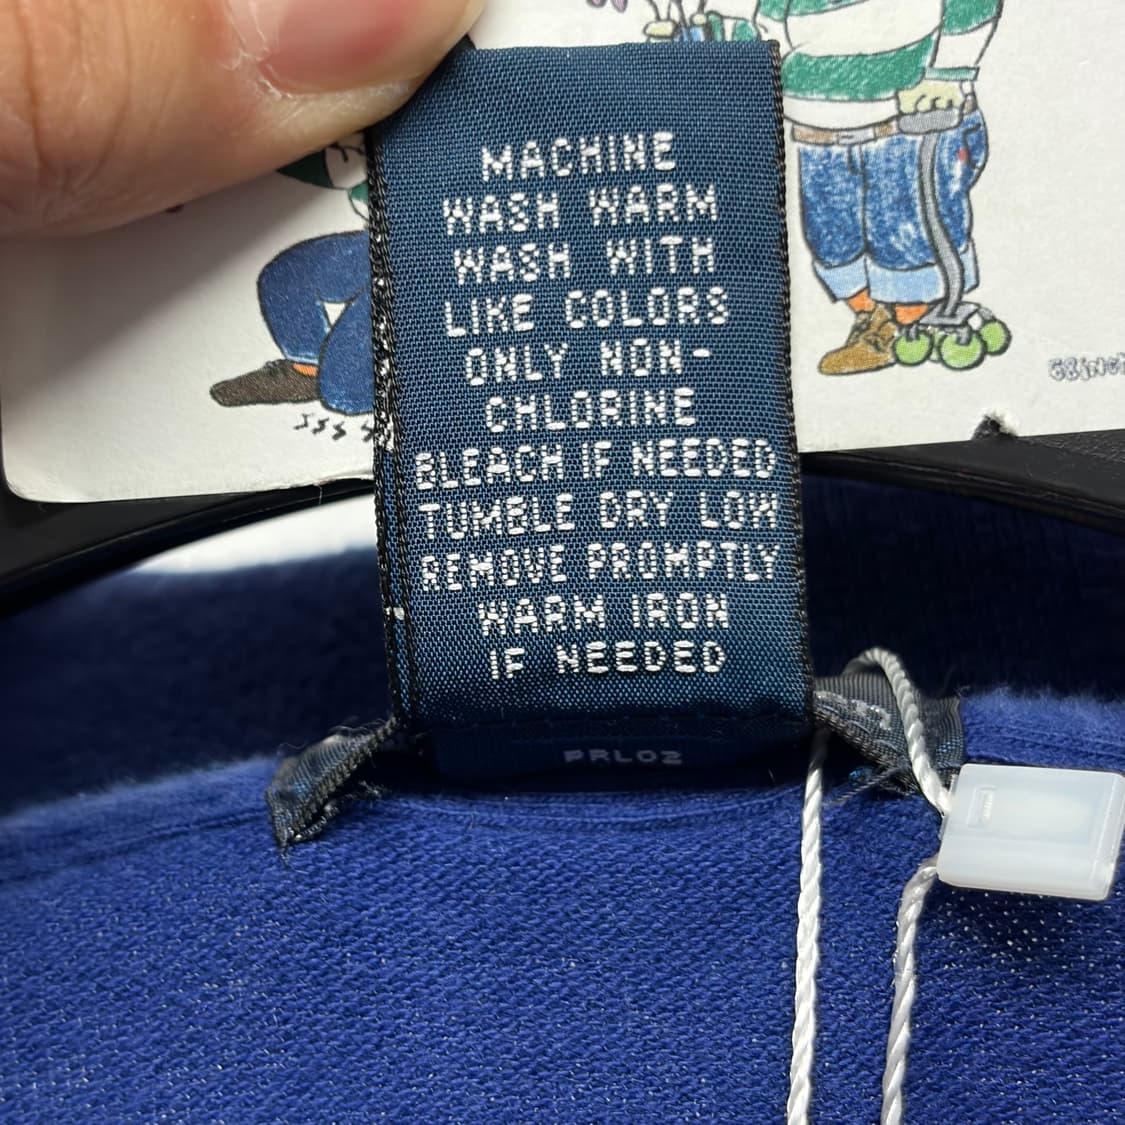 MACHINE
WASH WARM
WASH WITH
LIKE COLORS
ONLY NON-
CHLORINE
BLEACH IF NEEDED
TUMBLE DRY LOW
REMOVE PROMPTLY
WARM IRON
IF NEEDED
PRL02